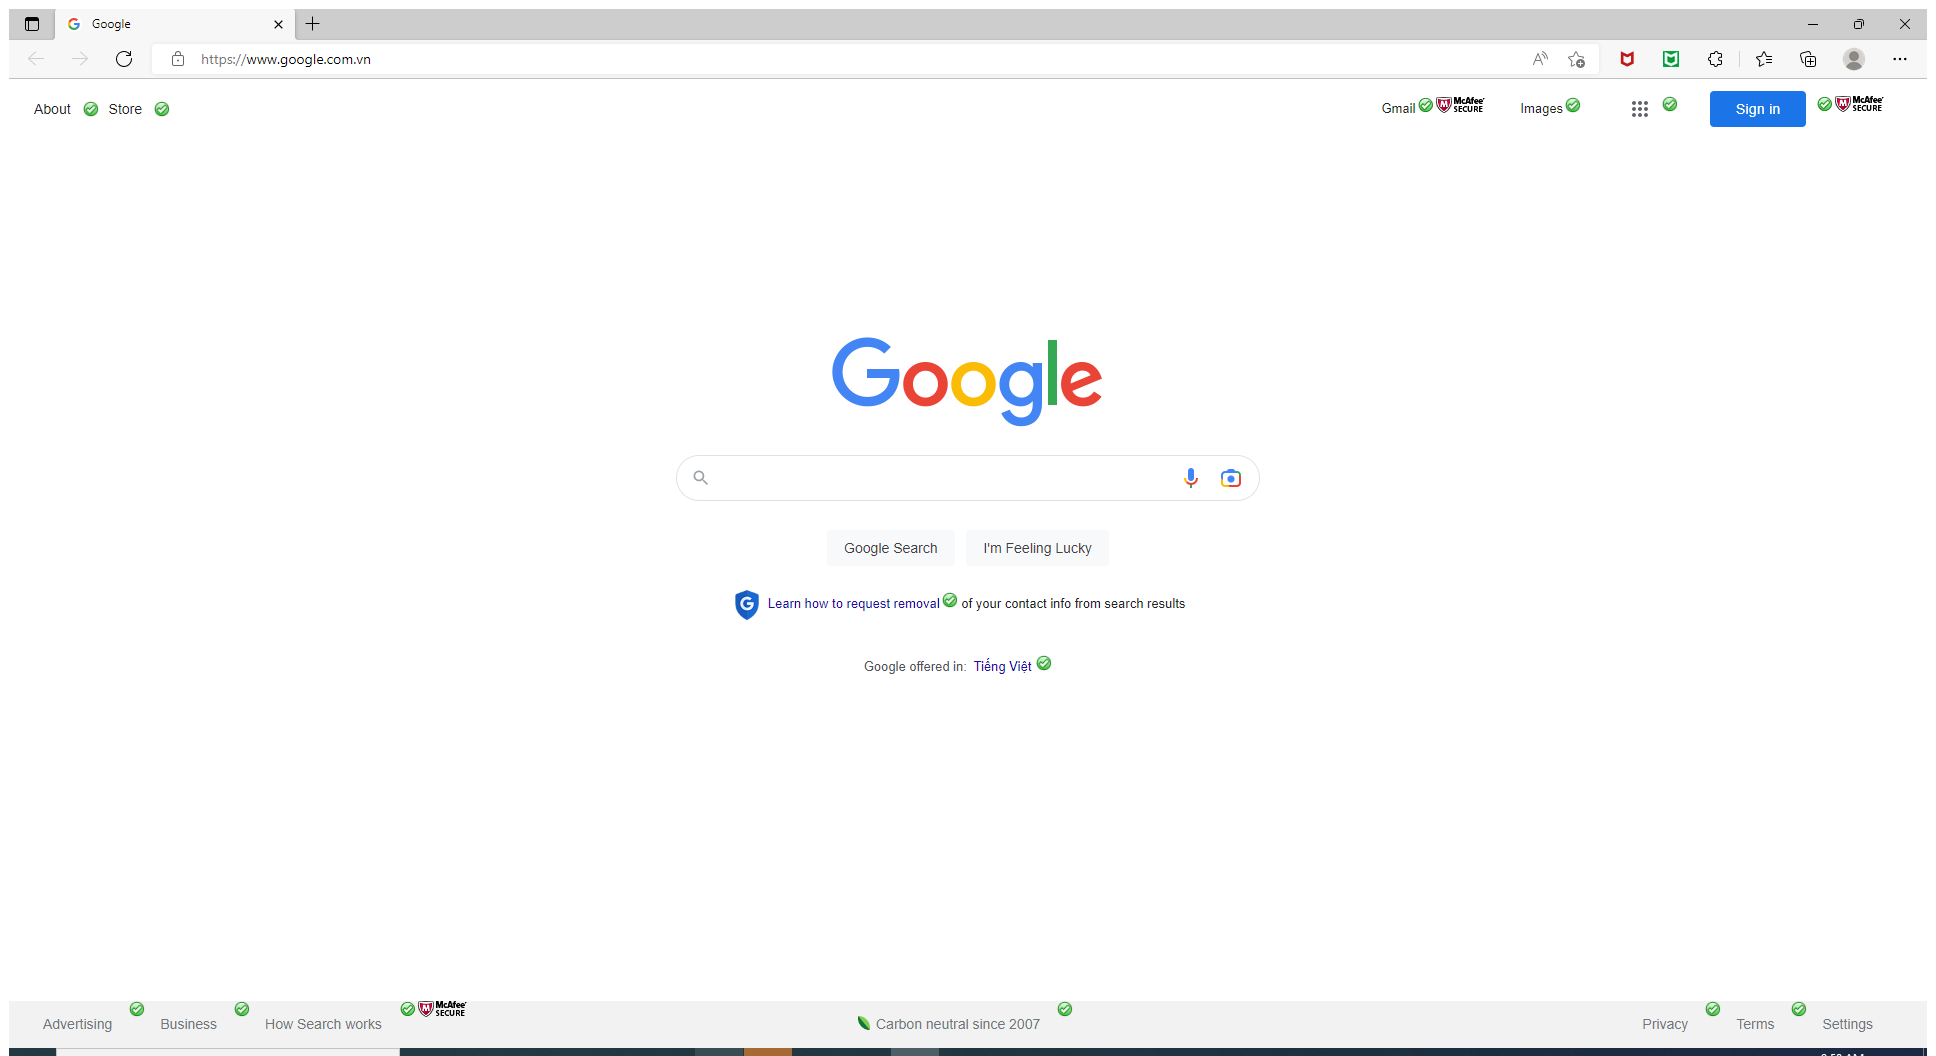 Google
https://www.google.com.vn
About Store Gmail McAfee SECURE Images Sign in McAfee SECURE
Google
Google Search I'm Feeling Lucky
G Learn how to request removal of your contact info from search results
Google offered in: Tiếng Việt
McAfee SECURE
Advertising Business How Search works Carbon neutral since 2007 Privacy Terms Settings